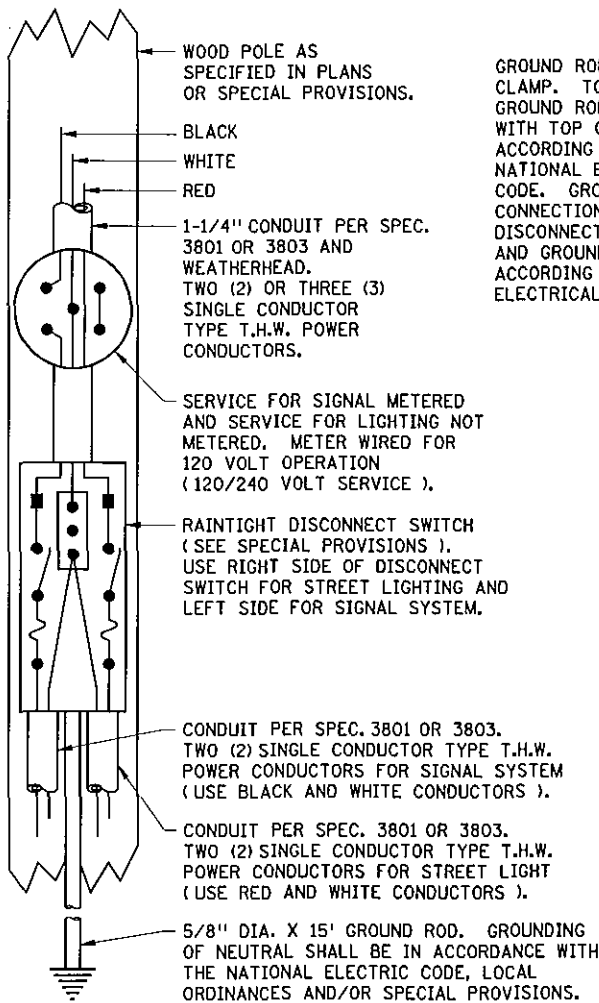 WOOD POLE AS
SPECIFIED IN PLANS
OR SPECIAL PROVISIONS.
BLACK
WHITE
RED
1-1/4" CONDUIT PER SPEC.
3801 OR 3803 AND
WEATHERHEAD.
TWO (2) OR THREE (3)
SINGLE CONDUCTOR
TYPE T.H.W. POWER
CONDUCTORS.
SERVICE FOR SIGNAL METERED
AND SERVICE FOR LIGHTING NOT
METERED. METER WIRED FOR
120 VOLT OPERATION
( 120/240 VOLT SERVICE ).
RAINTIGHT DISCONNECT SWITCH
( SEE SPECIAL PROVISIONS ).
USE RIGHT SIDE OF DISCONNECT
SWITCH FOR STREET LIGHTING AND
LEFT SIDE FOR SIGNAL SYSTEM.
CONDUIT PER SPEC. 3801 OR 3803.
TWO (2) SINGLE CONDUCTOR TYPE T.H.W.
POWER CONDUCTORS FOR SIGNAL SYSTEM
( USE BLACK AND WHITE CONDUCTORS ).
CONDUIT PER SPEC. 3801 OR 3803.
TWO (2) SINGLE CONDUCTOR TYPE T.H.W.
POWER CONDUCTORS FOR STREET LIGHT
( USE RED AND WHITE CONDUCTORS ).
5/8" DIA. X 15' GROUND ROD. GROUNDING
OF NEUTRAL SHALL BE IN ACCORDANCE WITH
THE NATIONAL ELECTRIC CODE, LOCAL
ORDINANCES AND/OR SPECIAL PROVISIONS.
GROUND
CLAMP.
GROUND
WITH TOP
ACCORDING
NATIONAL
CODE.
CONNECTION
DISCONNECT
AND
ACCORDING
ELECTRICAL